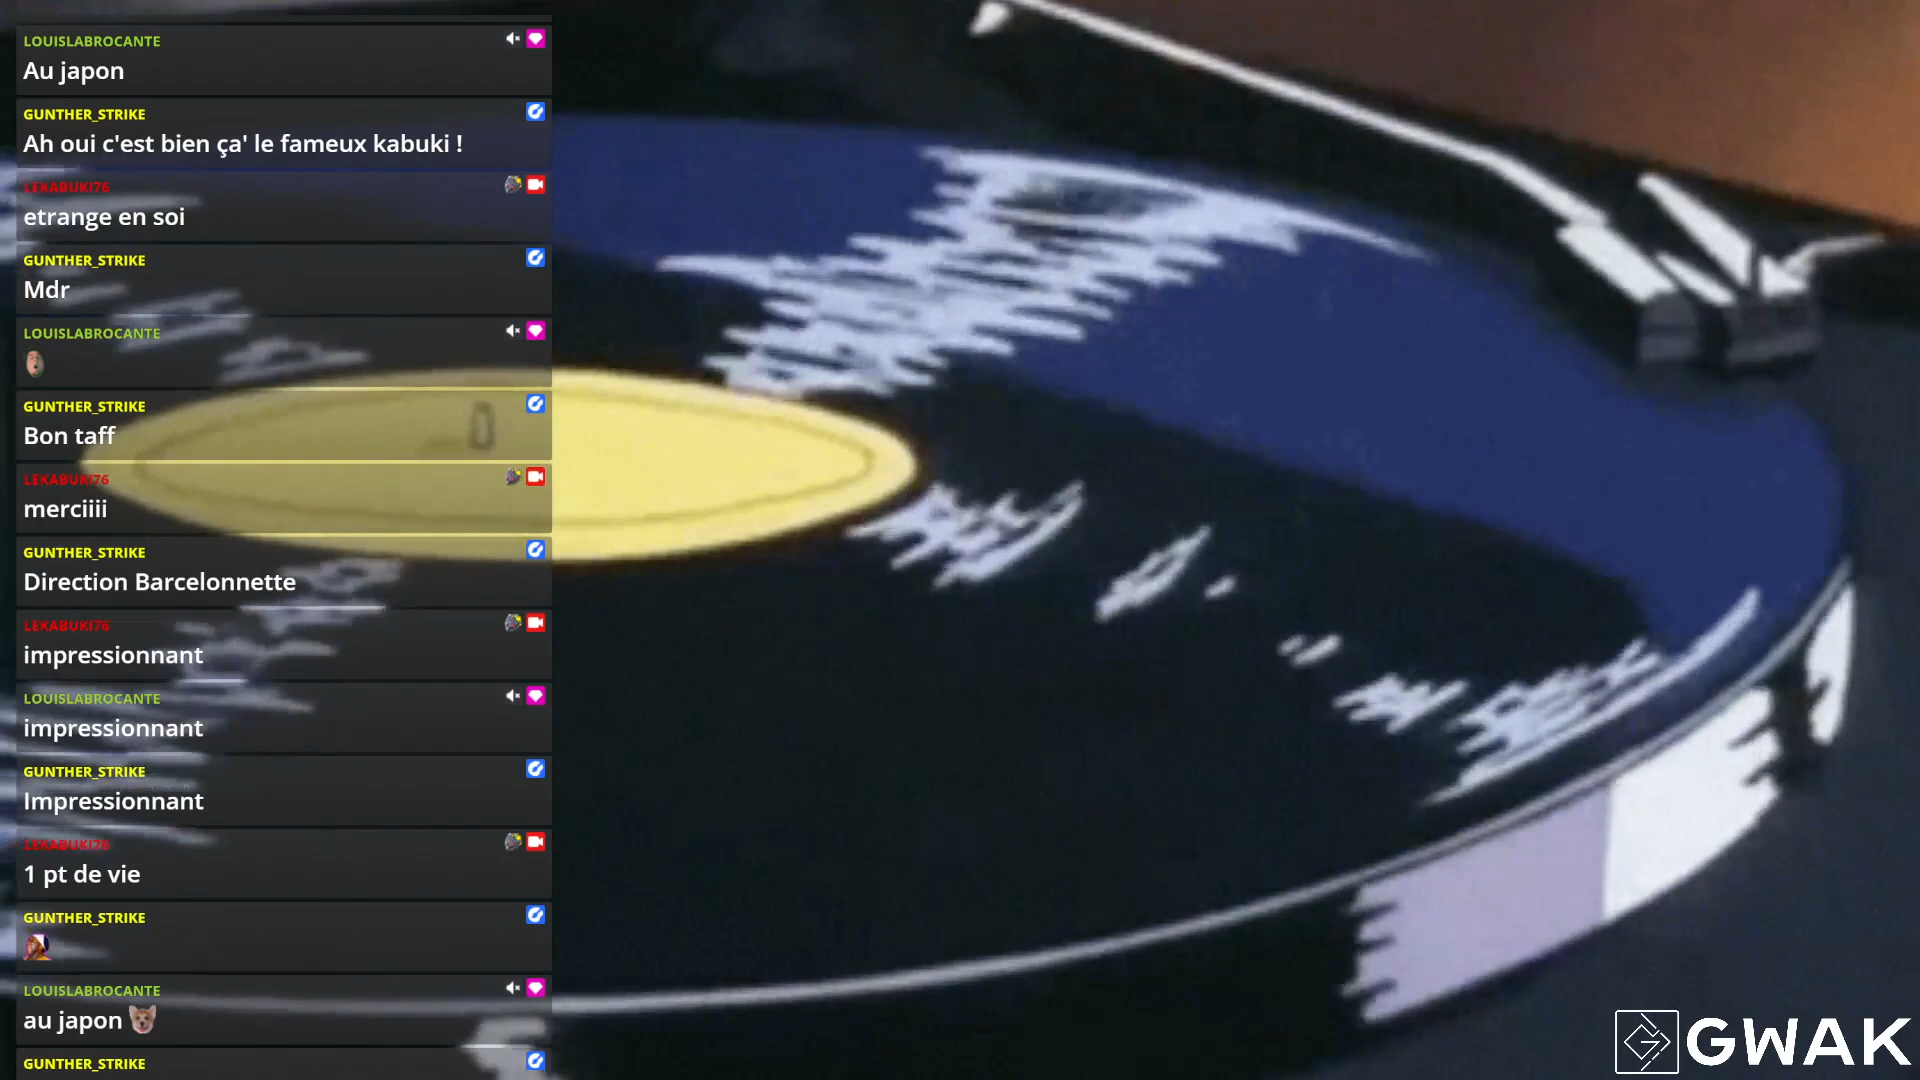 LOUISLABROCANTE
Au japon
GUNTHER_STRIKE
Ah oui c'est bien ça' le fameux kabuki !
LEKABUKI76
etrange en soi
GUNTHER_STRIKE
Mdr
LOUISLABROCANTE
GUNTHER_STRIKE
Bon taff
LEKABUKI76
merciiii
GUNTHER_STRIKE
Direction Barcelonnette
LEKABUKI76
impressionnant
LOUISLABROCANTE
impressionnant
GUNTHER_STRIKE
Impressionnant
LEKABUKI76
1 pt de vie
GUNTHER_STRIKE
LOUISLABROCANTE
au japon
GUNTHER_STRIKE
GWAK